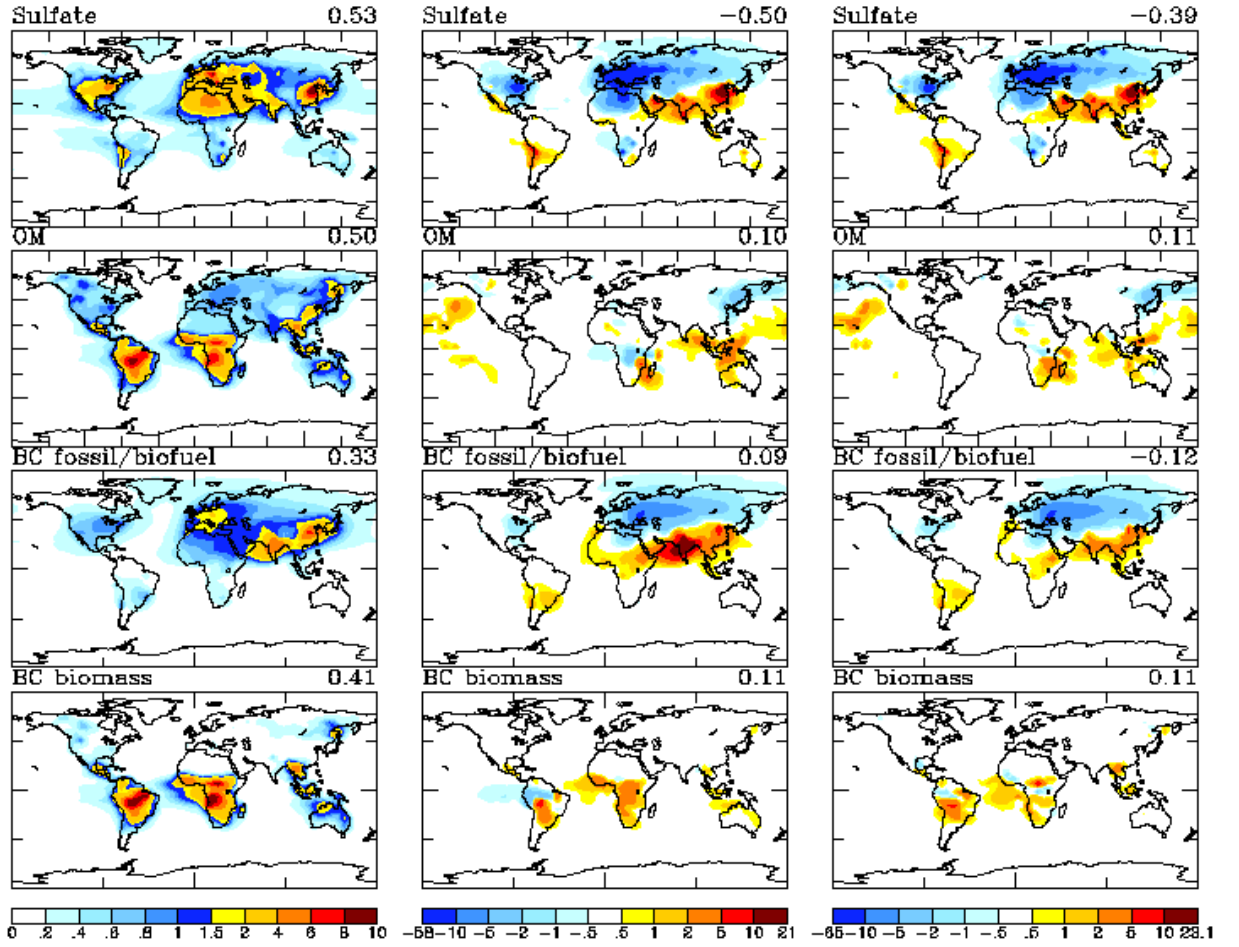 Sulfate 0.53
Sulfate −0.50
Sulfate −0.39
OM 0.50
OM 0.10
OM 0.11
BC fossil/biofuel 0.33
BC fossil/biofuel 0.09
BC fossil/biofuel −0.12
BC biomass 0.41
BC biomass 0.11
BC biomass 0.11
0 .2 .4 .6 .8 1 1.5 2 4 6 8 10
−58 −10 −5 −2 −1 −.5 .5 1 2 5 10 21
−65 −10 −5 −2 −1 −.5 .5 1 2 5 10 23.1